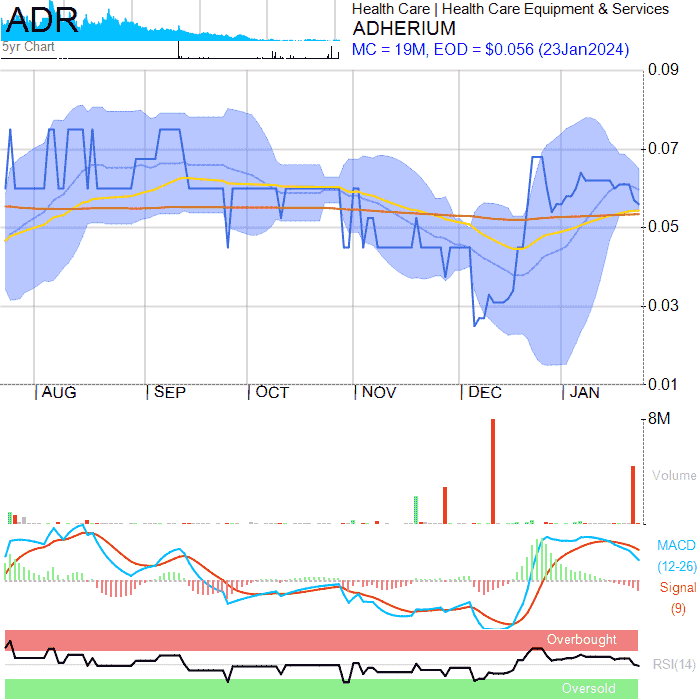 ADR
5yr Chart
Health Care | Health Care Equipment & Services
ADHERIUM
MC = 19M, EOD = $0.056 (23Jan2024)
0.09
0.07
0.05
0.03
0.01
|AUG |SEP |OCT |NOV |DEC |JAN
8M
Volume
MACD
(12-26)
Signal
(9)
Overbought
RSI(14)
Oversold